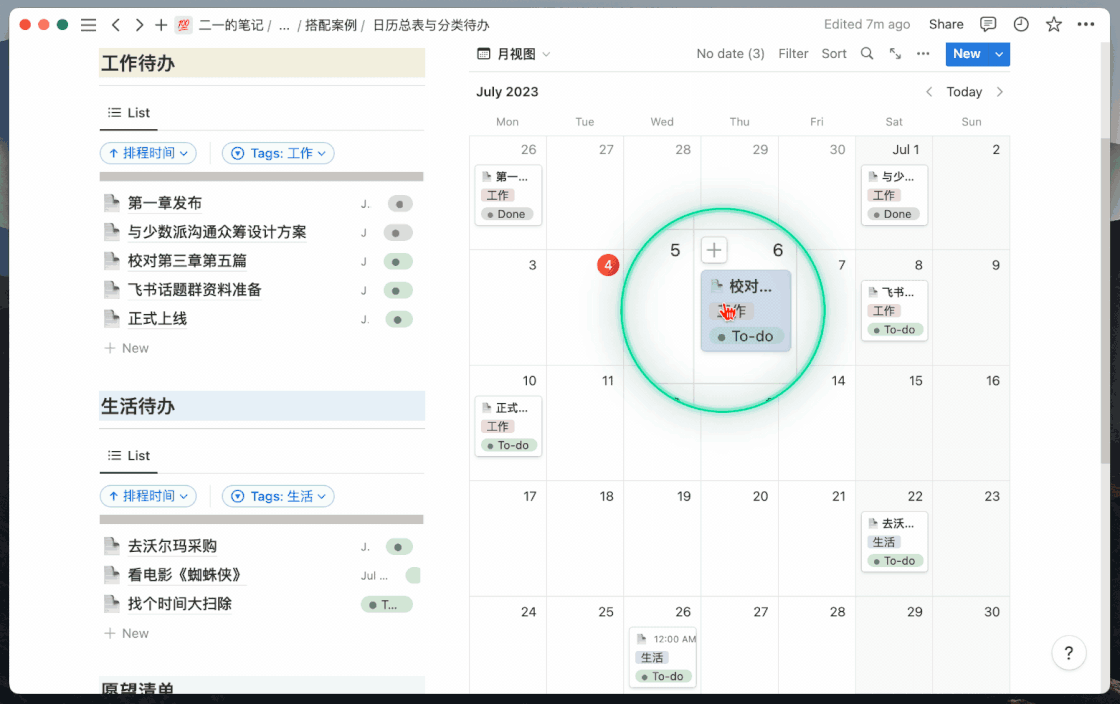 💯 二一的笔记 / ... / 搭配案例 / 日历总表与分类待办
Edited 7m ago Share
工作待办
List
排程时间 Tags: 工作
第一章发布 J.
与少数派沟通众筹设计方案 J
校对第三章第五篇 J
飞书话题群资料准备 J
正式上线 J.
New
生活待办
List
排程时间 Tags: 生活
去沃尔玛采购 J.
看电影《蜘蛛侠》 Jul ...
找个时间大扫除 T...
New
愿望清单
月视图 No date (3) Filter Sort New
July 2023 Today
Mon Tue Wed Thu Fri Sat Sun
26 27 28 29 30 Jul 1 2
第一... 与少...
工作 工作
Done Done
3 4 5 6 7 8 9
校对... 飞书...
工作 工作
To-do To-do
10 11 14 15 16
正式...
工作
To-do
17 18 19 20 21 22 23
去沃...
生活
To-do
24 25 26 27 28 29 30
12:00 AM
生活
To-do
?